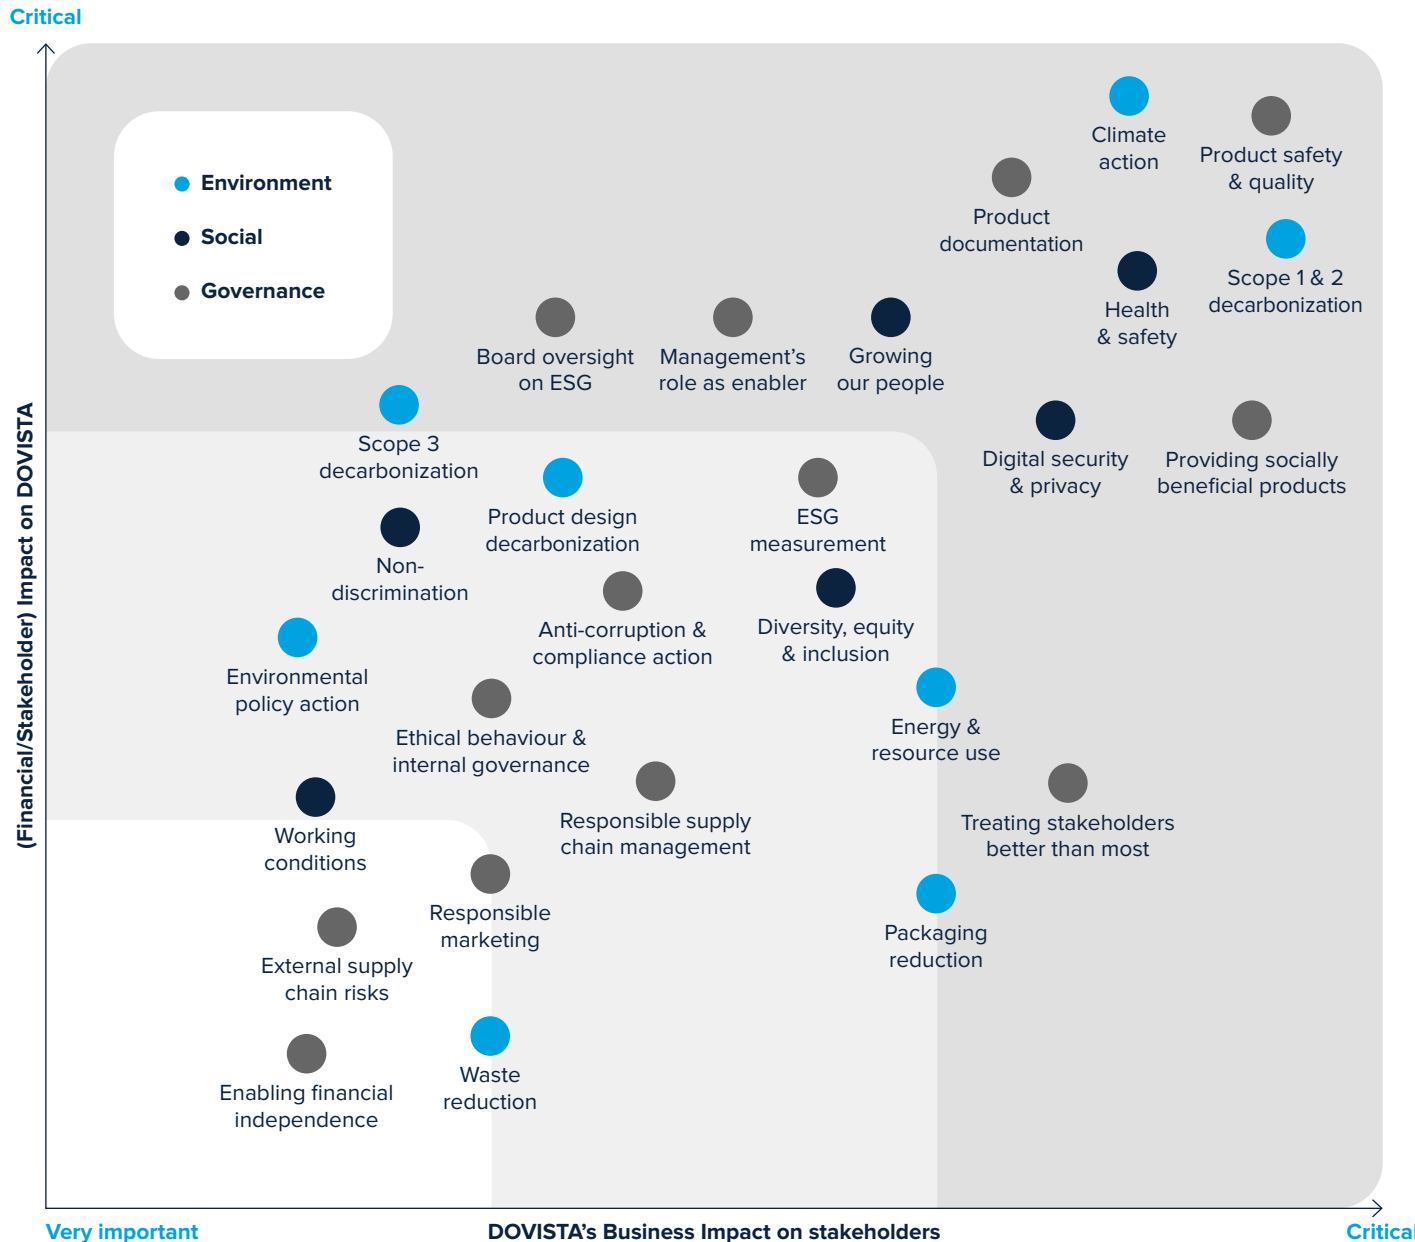 Critical
Environment
Social
Governance
Climate
action
Product safety
& quality
Product
documentation
Scope 1 & 2
decarbonization
Health
& safety
Board oversight
on ESG
Management’s
role as enabler
Growing
our people
Scope 3
decarbonization
Digital security
& privacy
Providing socially
beneficial products
Product design
decarbonization
ESG
measurement
Non-
discrimination
Anti-corruption &
compliance action
Diversity, equity
& inclusion
Environmental
policy action
Ethical behaviour &
internal governance
Energy &
resource use
Responsible supply
chain management
Treating stakeholders
better than most
Working
conditions
Responsible
marketing
Packaging
reduction
External supply
chain risks
Waste
reduction
Enabling financial
independence
(Financial/Stakeholder) Impact on DOVISTA
Very important
DOVISTA’s Business Impact on stakeholders
Critical